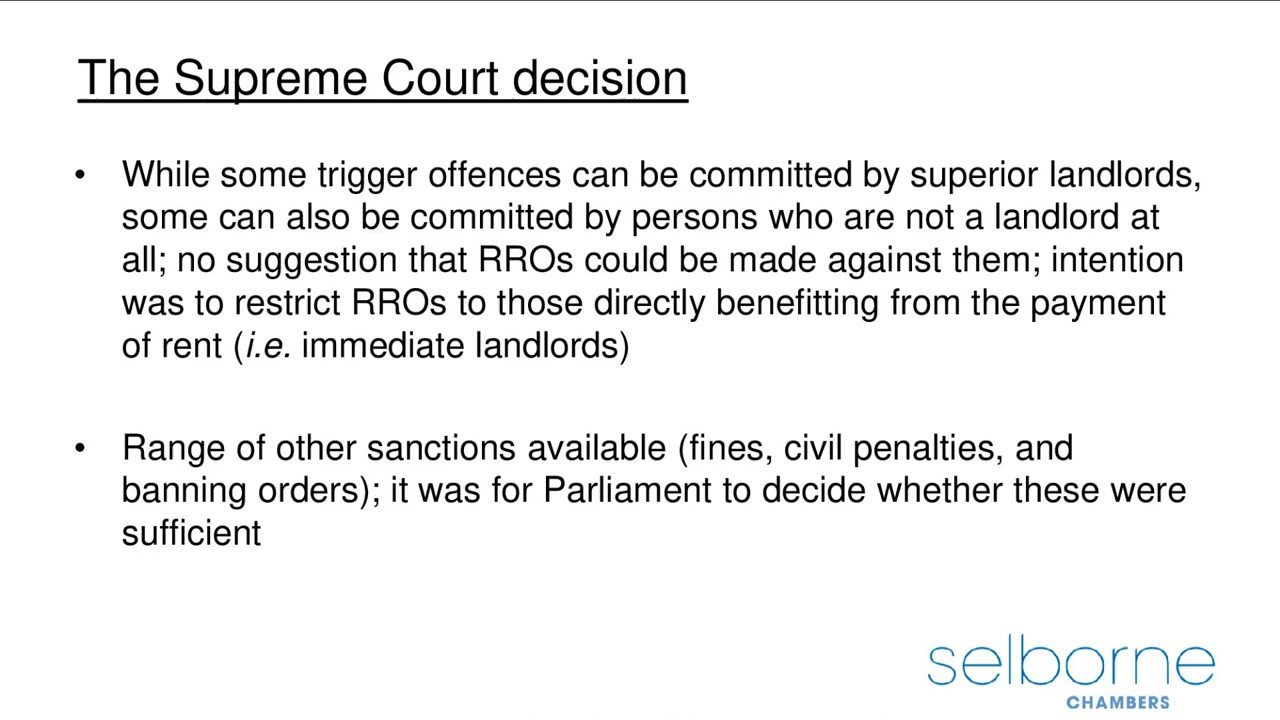 The Supreme Court decision
• While some trigger offences can be committed by superior landlords,
some can also be committed by persons who are not a landlord at
all; no suggestion that RROs could be made against them; intention
was to restrict RROs to those directly benefitting from the payment
of rent (i.e. immediate landlords)
• Range of other sanctions available (fines, civil penalties, and
banning orders); it was for Parliament to decide whether these were
sufficient
selborne
CHAMBERS